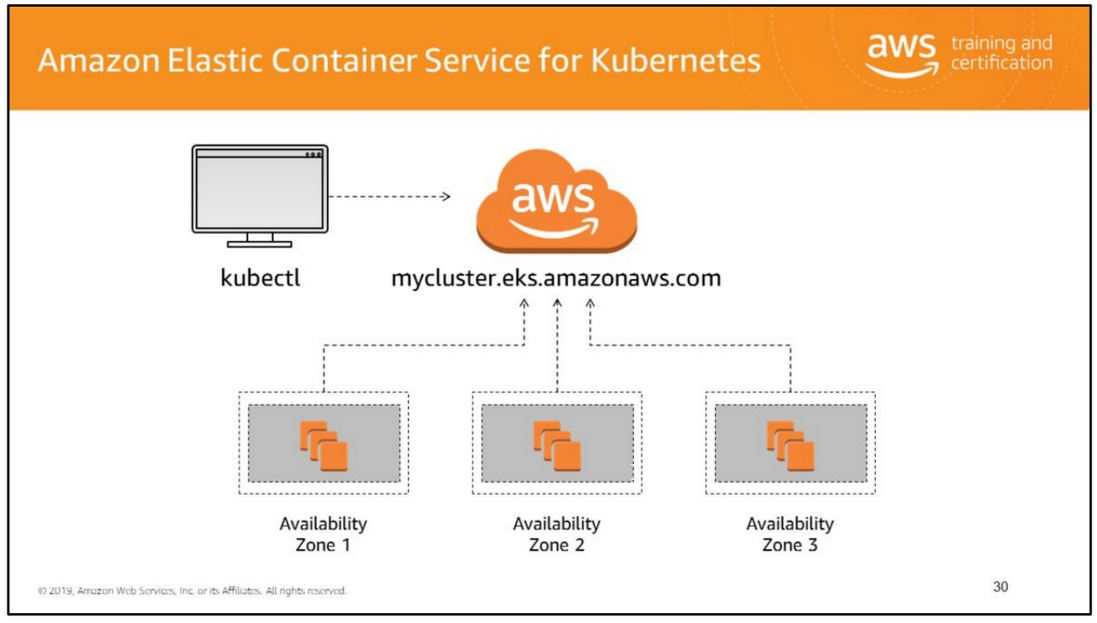 Amazon Elastic Container Service for Kubernetes
aws training and
certification
aws
kubectl
mycluster.eks.amazonaws.com
Availability
Zone 1
Availability
Zone 2
Availability
Zone 3
© 2019, Amazon Web Services, Inc. or its Affiliates. All rights reserved.
30